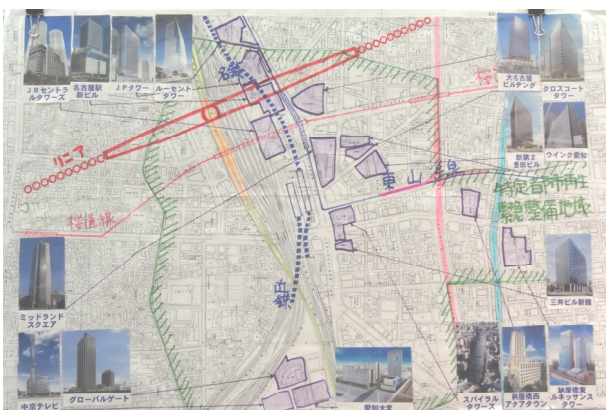 JRセントラ
ルタワーズ
名古屋駅
新ビル
JPタワー
ルーセント
タワー
大名古屋
ビルヂング
クロスコート
タワー
名鉄
リニア
新第2
豊田ビル
ウインク愛知
東山線
特定都市再生
緊急整備地域
桜通線
近鉄
ミッドランド
スクエア
三井ビル新館
中京テレビ
グローバルゲート
愛知大学
スパイラル
タワーズ
納屋橋西
アクアタウン
納屋橋東
ルネッサンス
タワー